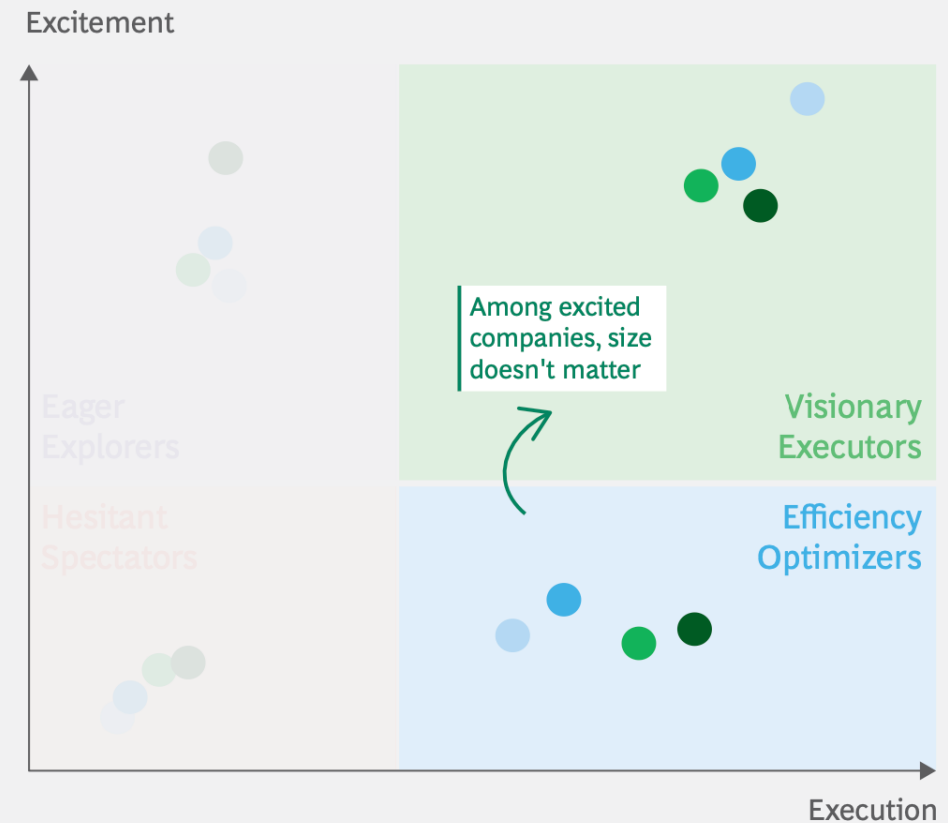 Excitement
Among excited
companies, size
doesn't matter
Eager
Explorers
Visionary
Executors
Hesitant
Spectators
Efficiency
Optimizers
Execution